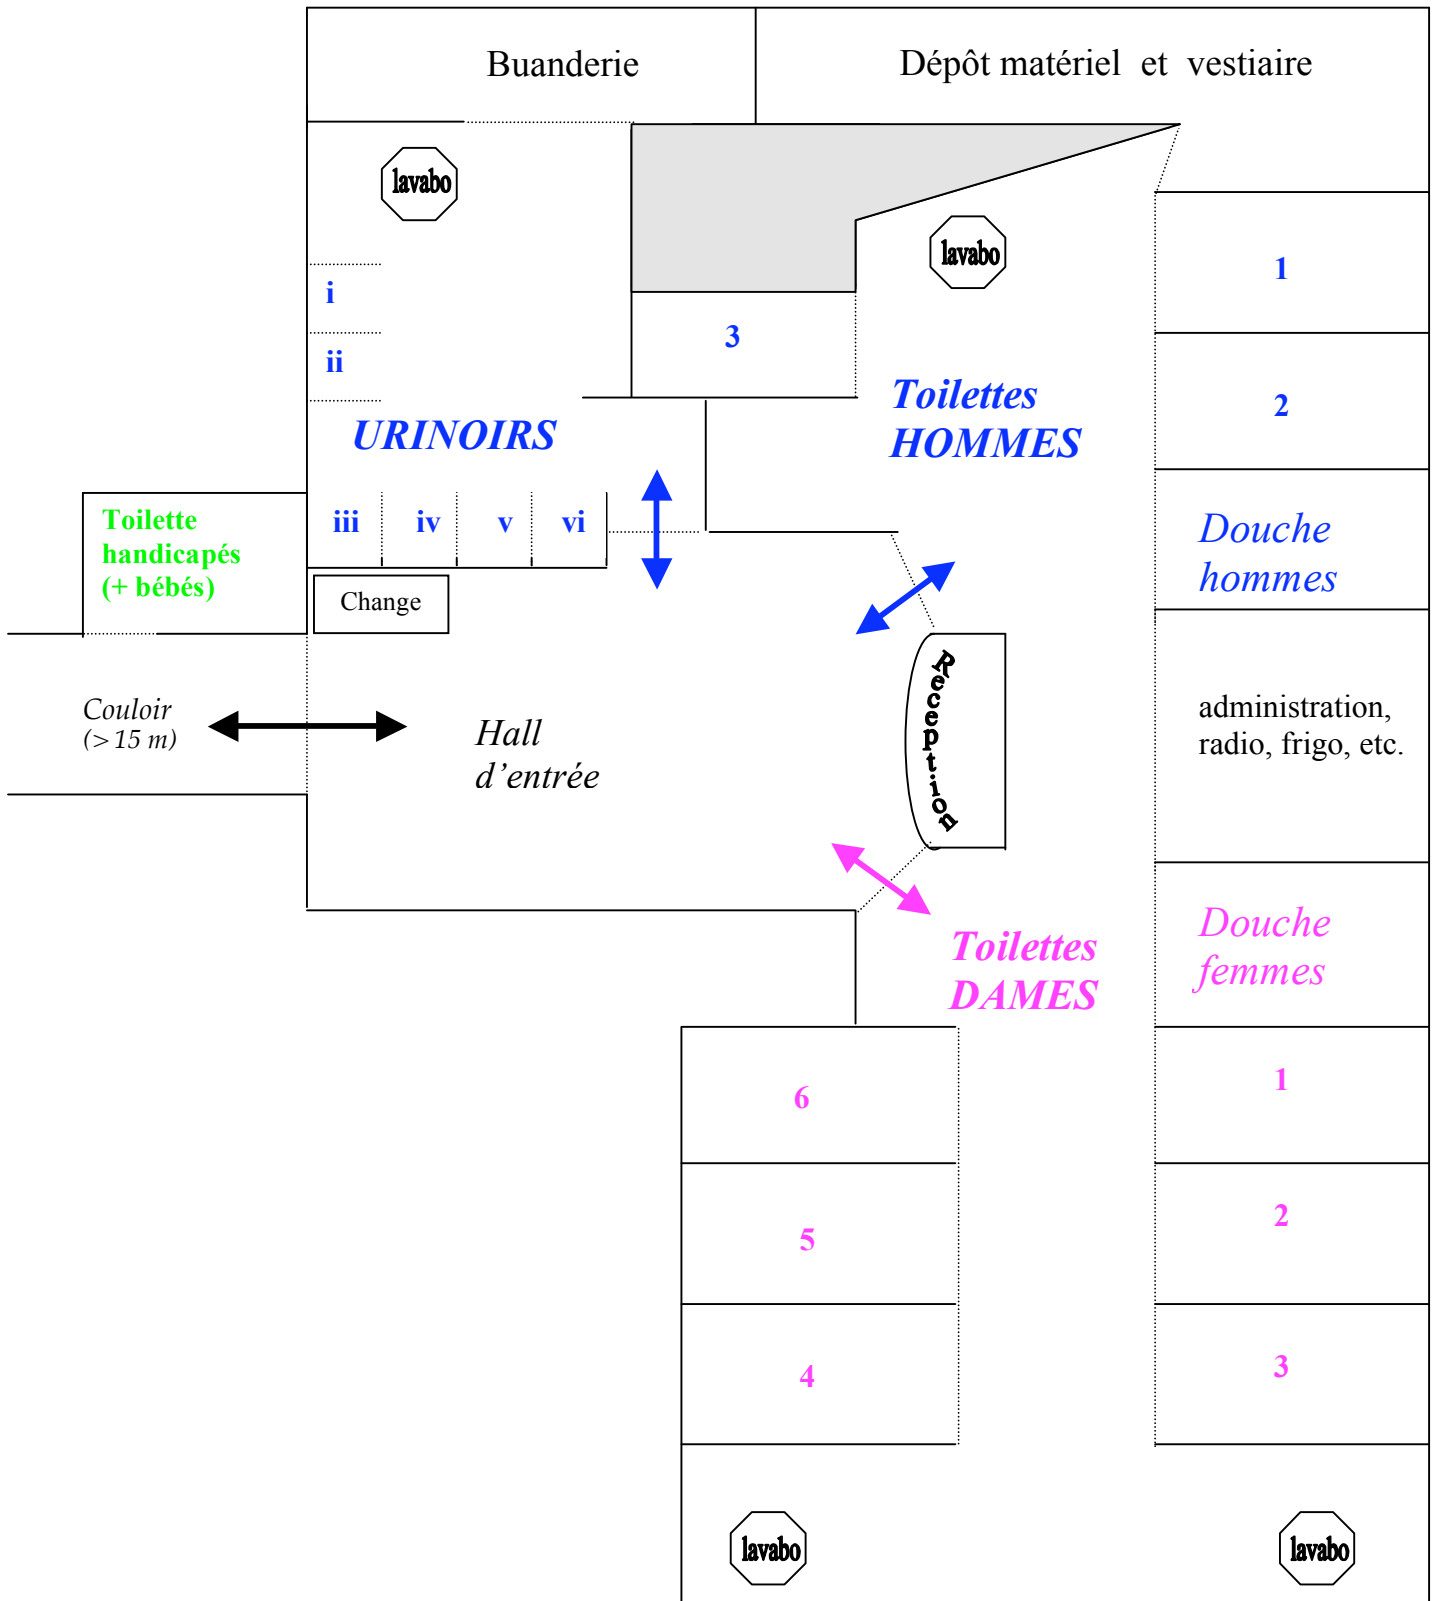 Buanderie
Dépôt matériel et vestiaire
lavabo
lavabo
i
1
3
ii
Toilettes
HOMMES
2
URINOIRS
Toilette
handicapés
(+ bébés)
iii
iv
v
vi
Douche
hommes
Change
Reception
Couloir
(> 15 m)
Hall
d’entrée
administration,
radio, frigo, etc.
Toilettes
DAMES
Douche
femmes
6
1
5
2
4
3
lavabo
lavabo